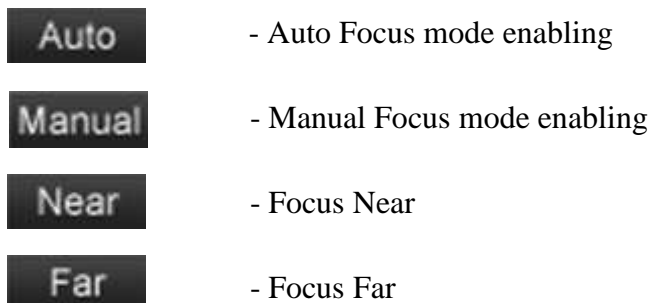 Auto - Auto Focus mode enabling
Manual - Manual Focus mode enabling
Near - Focus Near
Far - Focus Far